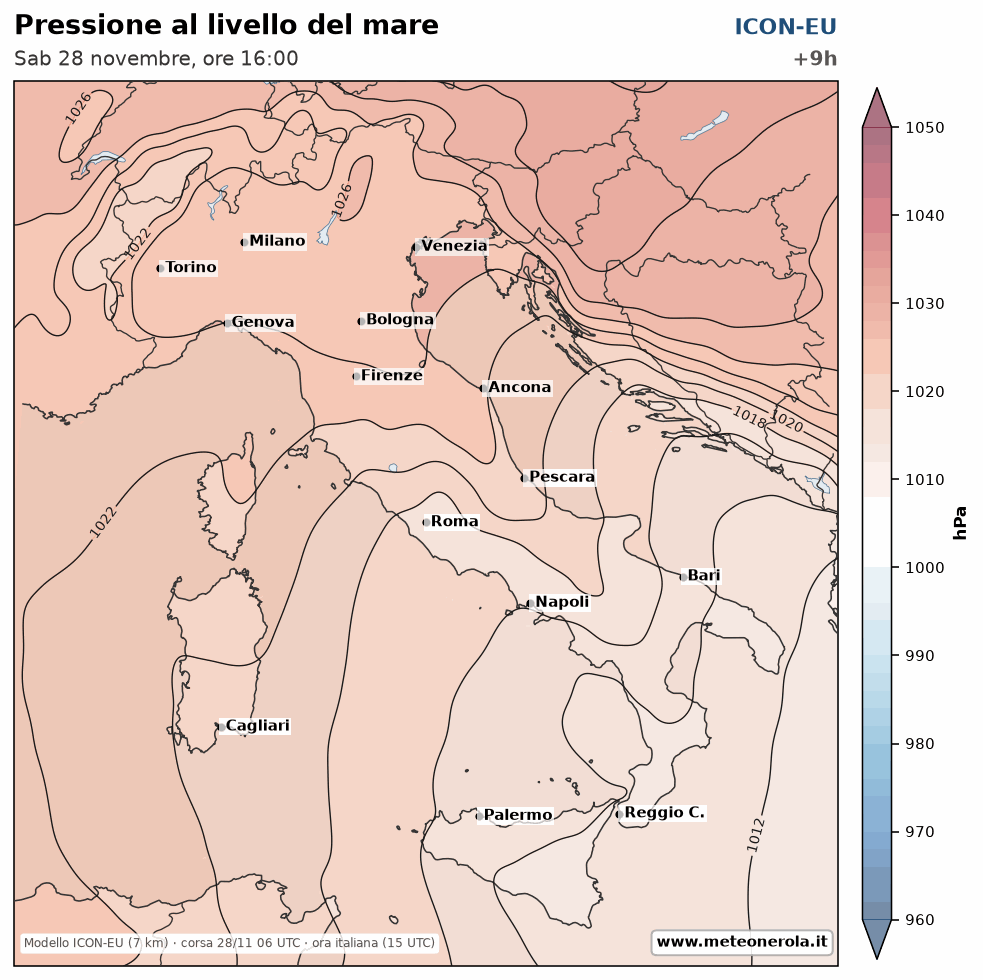 Pressione al livello del mare
ICON-EU
Sab 28 novembre, ore 16:00
+9h
1026
1026
1022
Milano
Venezia
Torino
Genova
Bologna
Firenze
Ancona
1018
1020
Pescara
1022
Roma
Bari
Napoli
Cagliari
Palermo
Reggio C.
1012
1050
1040
1030
1020
1010
1000
990
980
970
960
hPa
Modello ICON-EU (7 km) · corsa 28/11 06 UTC · ora italiana (15 UTC)
www.meteonerola.it